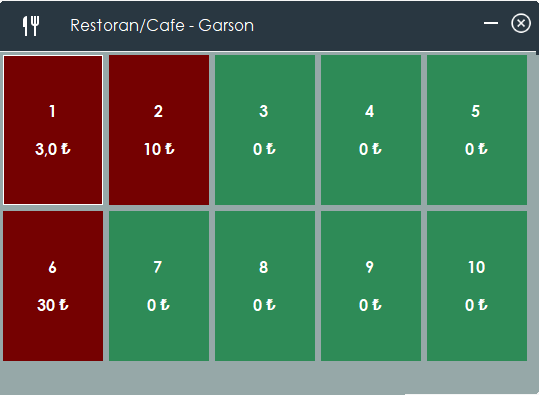 Restoran/Cafe - Garson
1 2 3 4 5
3,0 ₺ 10 ₺ 0 ₺ 0 ₺ 0 ₺
6 7 8 9 10
30 ₺ 0 ₺ 0 ₺ 0 ₺ 0 ₺